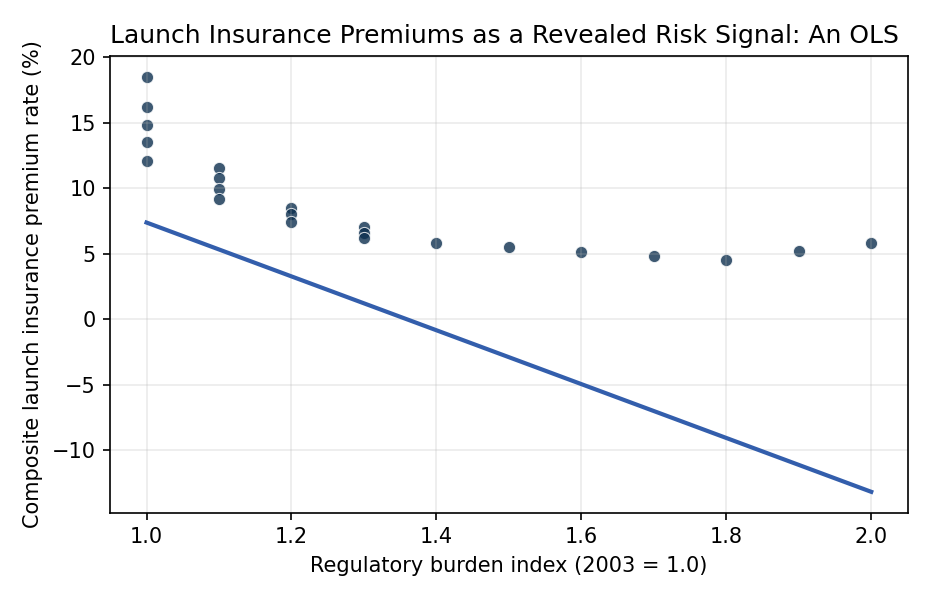 Launch Insurance Premiums as a Revealed Risk Signal: An OLS
Composite launch insurance premium rate (%)
20
15
10
5
0
−5
−10
1.0 1.2 1.4 1.6 1.8 2.0
Regulatory burden index (2003 = 1.0)